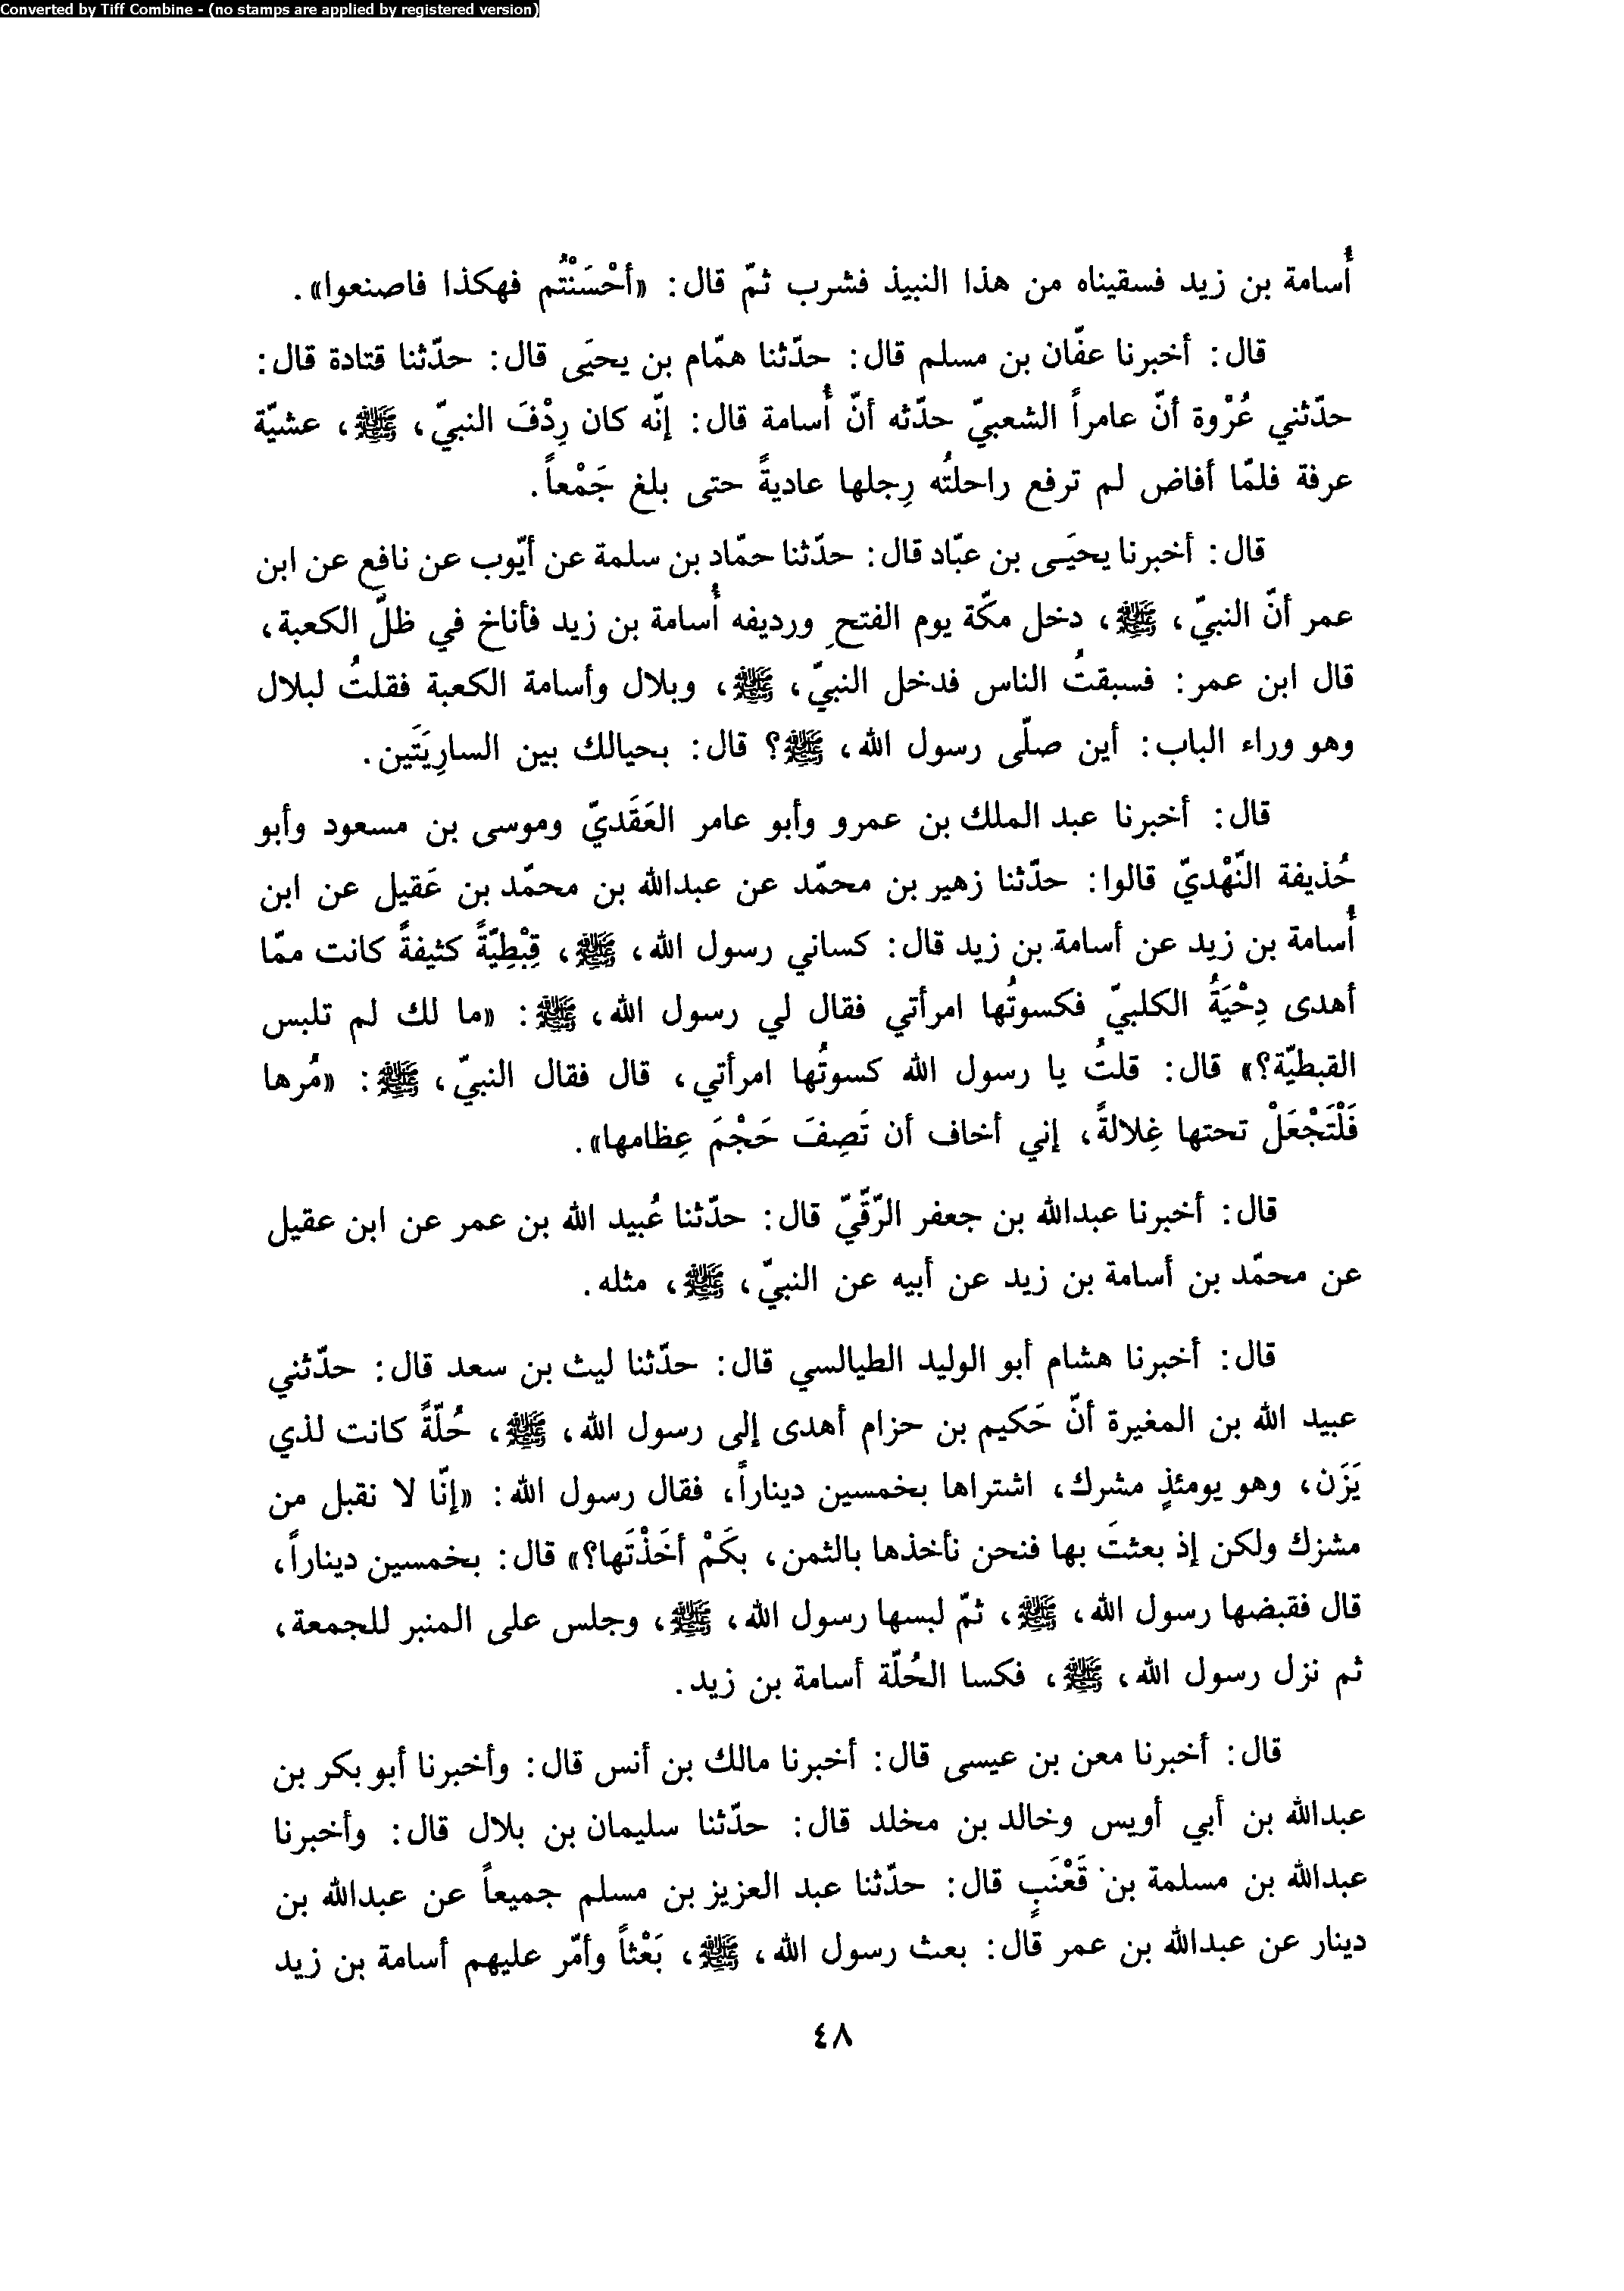 Converted by Tiff Combine - (no stamps are applied by registered version)
أُسامة بن زيد فسقيناه من هذا النبيذ فشرب ثمّ قال: «أحْسَنْتُم فهكذا فاصنعوا».
قال: أخبرنا عفّان بن مسلم قال: حدّثنا همّام بن يحيَى قال: حدّثنا قتادة قال:
حدّثني عُرْوة أنّ عامراً الشعبيّ حدّثه أنّ أُسامة قال: إنّه كان رِدْفَ النبيّ، ﷺ، عشيّة
عرفة فلمّا أفاض لم ترفع راحلتُه رِجلها عاديةً حتى بلغ جَمْعاً.
قال: أخبرنا يحيَـى بن عبّاد قال: حدّثنا حمّاد بن سلمة عن أيّوب عن نافع عن ابن
عمر أنّ النبيّ، ﷺ، دخل مكّة يوم الفتحِ ورديفه أُسامة بن زيد فأناخ في ظلّ الكعبة،
قال ابن عمر: فسبقتُ الناس فدخل النبيّ، ﷺ، وبلال وأسامة الكعبة فقلتُ لبلال
وهو وراء الباب: أين صلّى رسول الله، ﷺ؟ قال: بحيالك بين الساريَتَين.
قال: أخبرنا عبد الملك بن عمرو وأبو عامر العَقَديّ وموسى بن مسعود وأبو
حُذيفة النّهْديّ قالوا: حدّثنا زهير بن محمّد عن عبدالله بن محمّد بن عَقيل عن ابن
أُسامة بن زيد عن أسامة بن زيد قال: كساني رسول الله، ﷺ، قِبْطِيّةً كثيفةً كانت ممّا
أهدى دِحْيَةُ الكلبيّ فكسوتُها امرأتي فقال لي رسول الله، ﷺ: «ما لك لم تلبس
القبطيّة؟» قال: قلتُ يا رسول الله كسوتُها امرأتي، قال فقال النبيّ، ﷺ: «مُرها
فَلْتَجْعَلْ تحتها غِلالةً، إني أخاف أن تَصِفَ حَجْمَ عِظامها».
قال: أخبرنا عبدالله بن جعفر الرّقّيّ قال: حدّثنا عُبيد الله بن عمر عن ابن عقيل
عن محمّد بن أسامة بن زيد عن أبيه عن النبيّ، ﷺ، مثله.
قال: أخبرنا هشام أبو الوليد الطيالسي قال: حدّثنا ليث بن سعد قال: حدّثني
عبيد الله بن المغيرة أنّ حَكيم بن حزام أهدى إلى رسول الله، ﷺ، حُلّةً كانت لذي
يَزَن، وهو يومئذٍ مشرك، اشتراها بخمسين ديناراً، فقال رسول الله: «إنّا لا نقبل من
مشرك ولكن إذ بعثتَ بها فنحن نأخذها بالثمن، بكَمْ أخَذْتَها؟» قال: بخمسين ديناراً،
قال فقبضها رسول الله، ﷺ، ثمّ لبسها رسول الله، ﷺ، وجلس على المنبر للجمعة،
ثم نزل رسول الله، ﷺ، فكسا الحُلّة أسامة بن زيد.
قال: أخبرنا معن بن عيسى قال: أخبرنا مالك بن أنس قال: وأخبرنا أبو بكر بن
عبدالله بن أبي أويس وخالد بن مخلد قال: حدّثنا سليمان بن بلال قال: وأخبرنا
عبدالله بن مسلمة بن قَعْنَبٍ قال: حدّثنا عبد العزيز بن مسلم جميعاً عن عبدالله بن
دينار عن عبدالله بن عمر قال: بعث رسول الله، ﷺ، بَعْثاً وأمّر عليهم أسامة بن زيد
٤٨